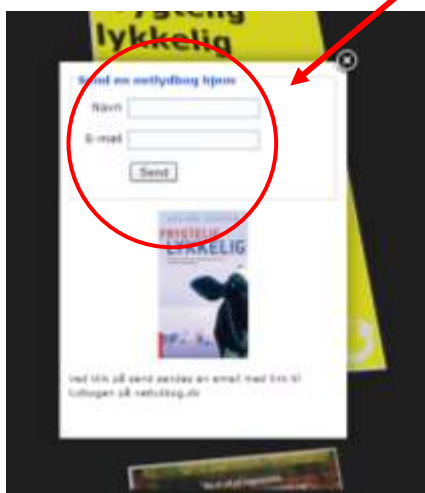 lykkelig
Send en netlydbog hjem
Navn
E-mail
Send
FRYGTELIG
LYKKELIG
Ved klik på send sendes en email med link til
lydbogen på netlydbog.dk